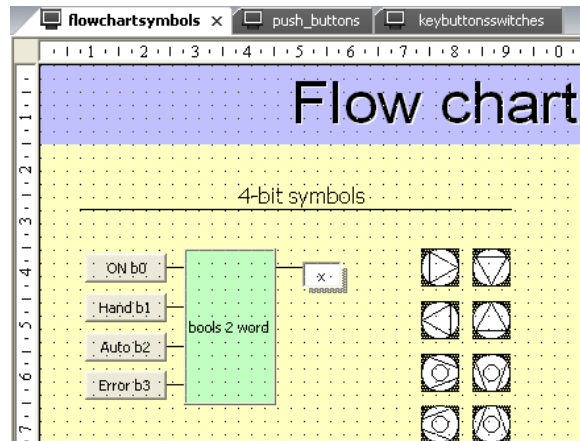 flowchartsymbols × push_buttons keybuttonsswitches
1 2 3 4 5 6 7 8 9 0
Flow chart
4-bit symbols
ON b0
x
Hand b1
bools 2 word
Auto b2
Error b3
1
2
3
4
5
6
7